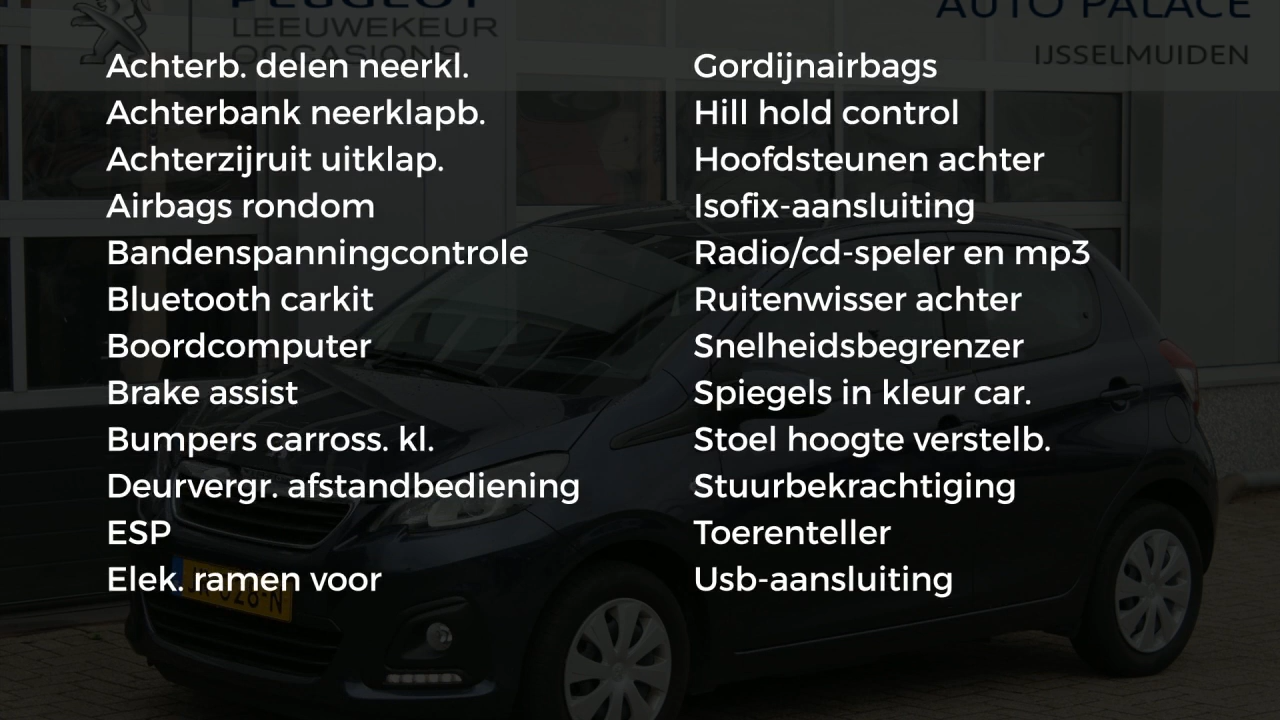 PEUGEOT
LEEUWEKEUR
OCCASIONS
AUTO PALACE
IJSSELMUIDEN
Achterb. delen neerkl.
Achterbank neerklapb.
Achterzijruit uitklap.
Airbags rondom
Bandenspanningcontrole
Bluetooth carkit
Boordcomputer
Brake assist
Bumpers carross. kl.
Deurvergr. afstandbediening
ESP
Elek. ramen voor
Gordijnairbags
Hill hold control
Hoofdsteunen achter
Isofix-aansluiting
Radio/cd-speler en mp3
Ruitenwisser achter
Snelheidsbegrenzer
Spiegels in kleur car.
Stoel hoogte verstelb.
Stuurbekrachtiging
Toerenteller
Usb-aansluiting